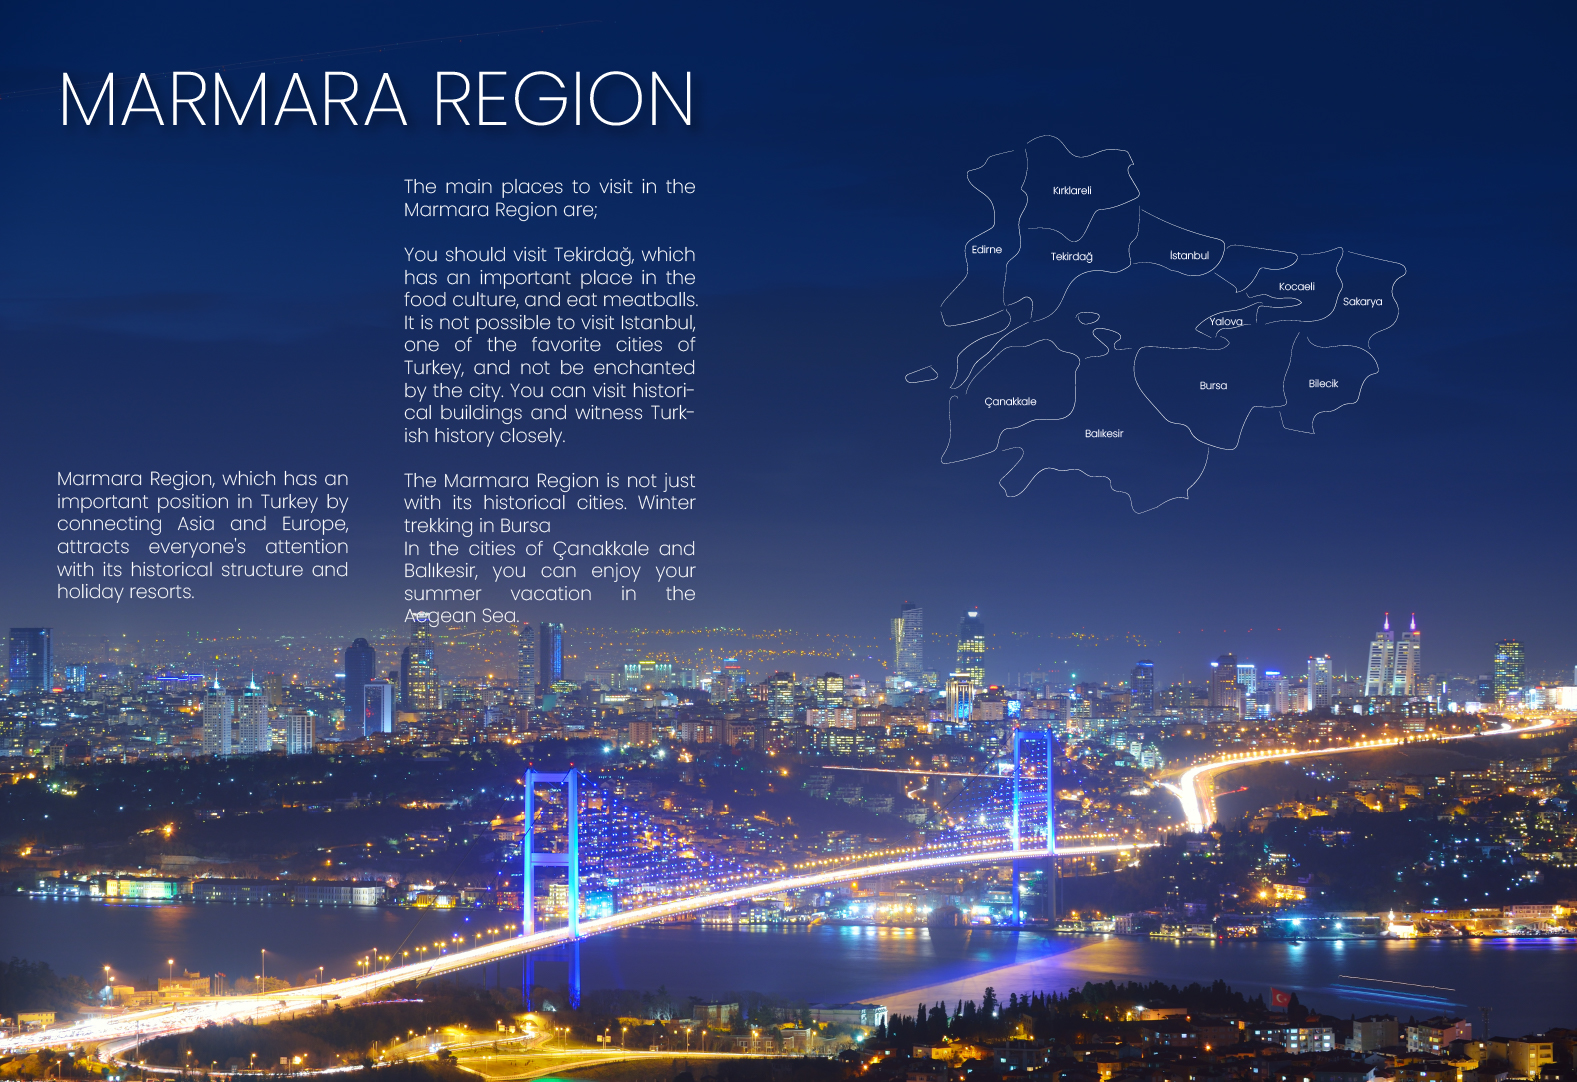 MARMARA REGION
Marmara Region, which has an
important position in Turkey by
connecting Asia and Europe,
attracts everyone's attention
with its historical structure and
holiday resorts.
The main places to visit in the
Marmara Region are;
You should visit Tekirdağ, which
has an important place in the
food culture, and eat meatballs.
It is not possible to visit Istanbul,
one of the favorite cities of
Turkey, and not be enchanted
by the city. You can visit histori-
cal buildings and witness Turk-
ish history closely.
The Marmara Region is not just
with its historical cities. Winter
trekking in Bursa
In the cities of Çanakkale and
Balıkesir, you can enjoy your
summer vacation in the
Aegean Sea.
Kırklareli
Edirne
Tekirdağ
İstanbul
Kocaeli
Sakarya
Yalova
Bursa
Bilecik
Çanakkale
Balıkesir